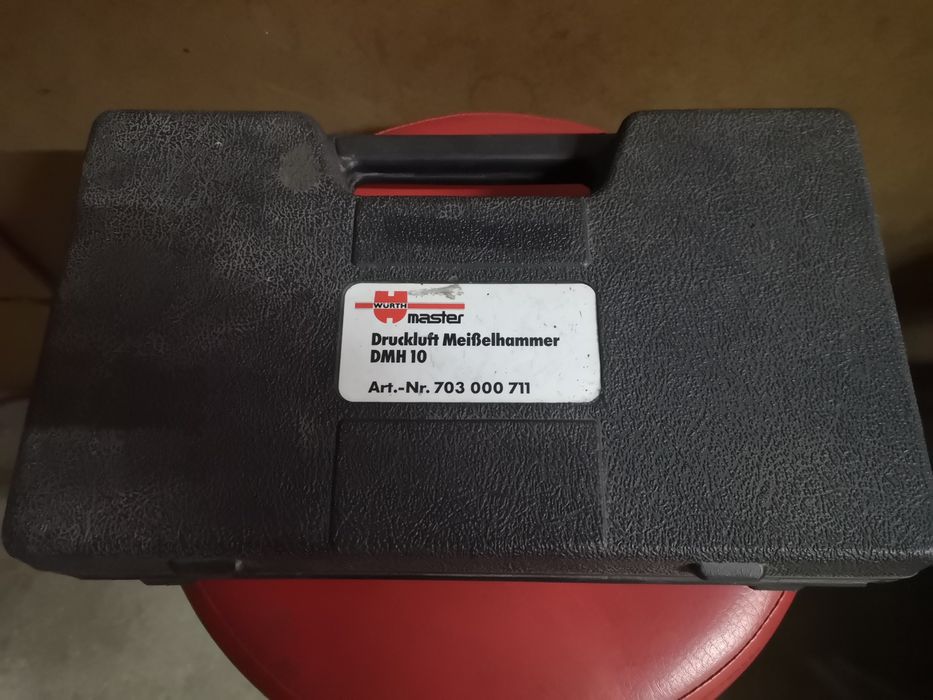 WÜRTH
master
Druckluft Meißelhammer
DMH 10
Art.-Nr. 703 000 711